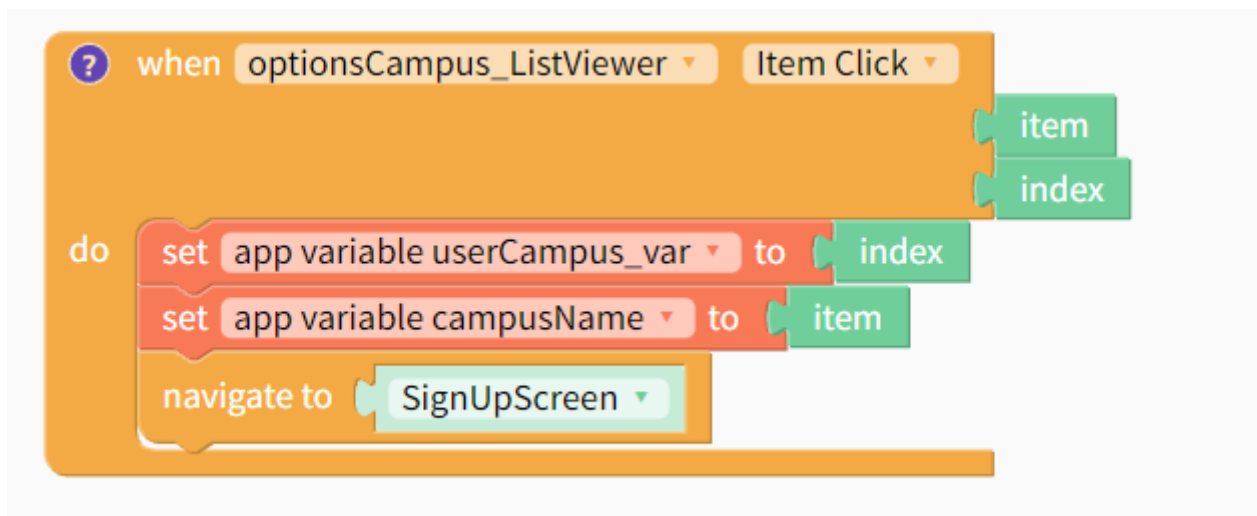 ? when optionsCampus_ListViewer Item Click
item
index
do set app variable userCampus_var to index
set app variable campusName to item
navigate to SignUpScreen